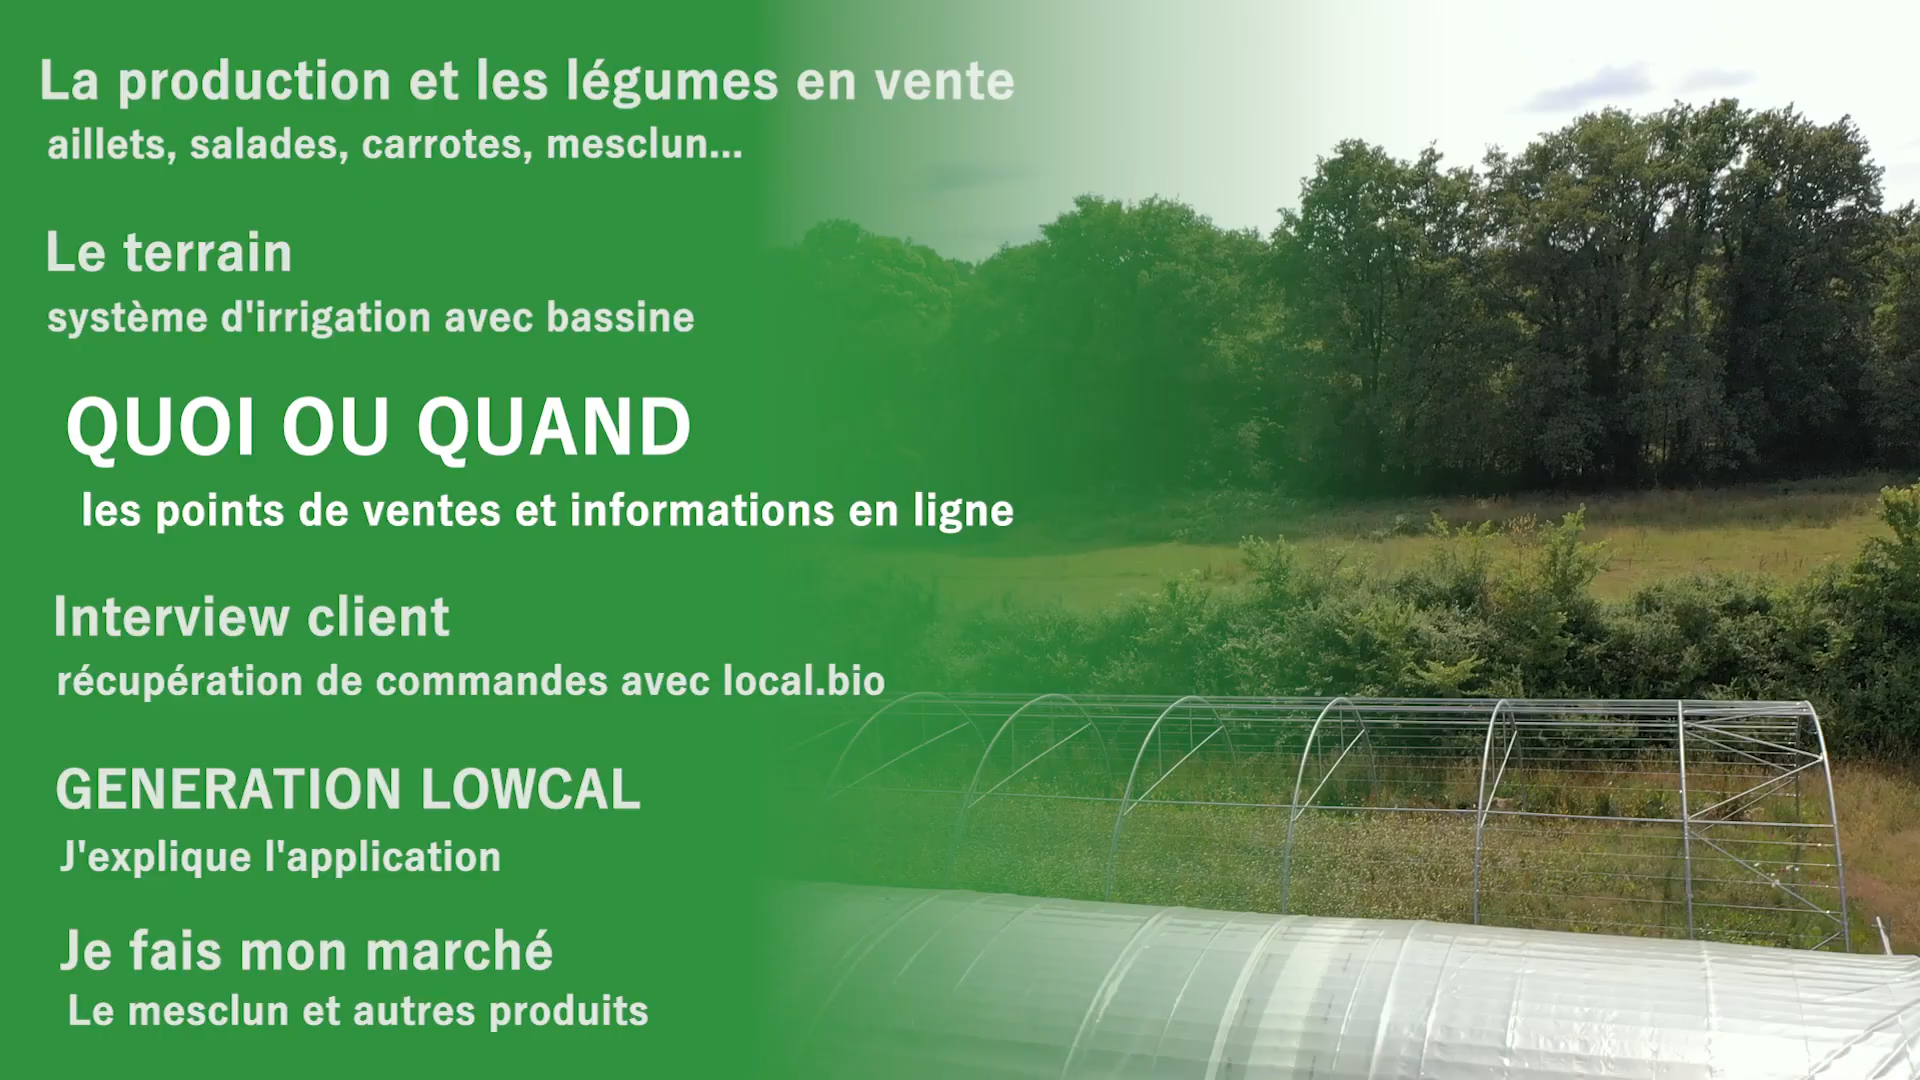 La production et les légumes en vente
aillets, salades, carrotes, mesclun...
Le terrain
système d'irrigation avec bassine
QUOI OU QUAND
les points de ventes et informations en ligne
Interview client
récupération de commandes avec local.bio
GENERATION LOWCAL
J'explique l'application
Je fais mon marché
Le mesclun et autres produits